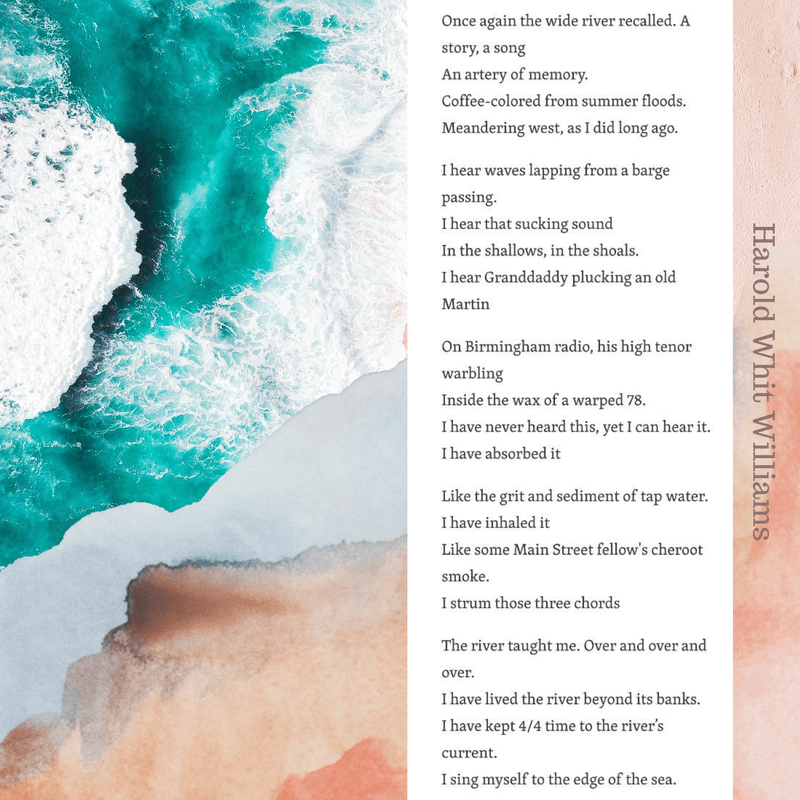 Once again the wide river recalled. A
story, a song
An artery of memory.
Coffee-colored from summer floods.
Meandering west, as I did long ago.
I hear waves lapping from a barge
passing.
I hear that sucking sound
In the shallows, in the shoals.
I hear Granddaddy plucking an old
Martin
On Birmingham radio, his high tenor
warbling
Inside the wax of a warped 78.
I have never heard this, yet I can hear it.
I have absorbed it
Like the grit and sediment of tap water.
I have inhaled it
Like some Main Street fellow's cheroot
smoke.
I strum those three chords
The river taught me. Over and over and
over.
I have lived the river beyond its banks.
I have kept 4/4 time to the river’s
current.
I sing myself to the edge of the sea.
Harold Whit Williams